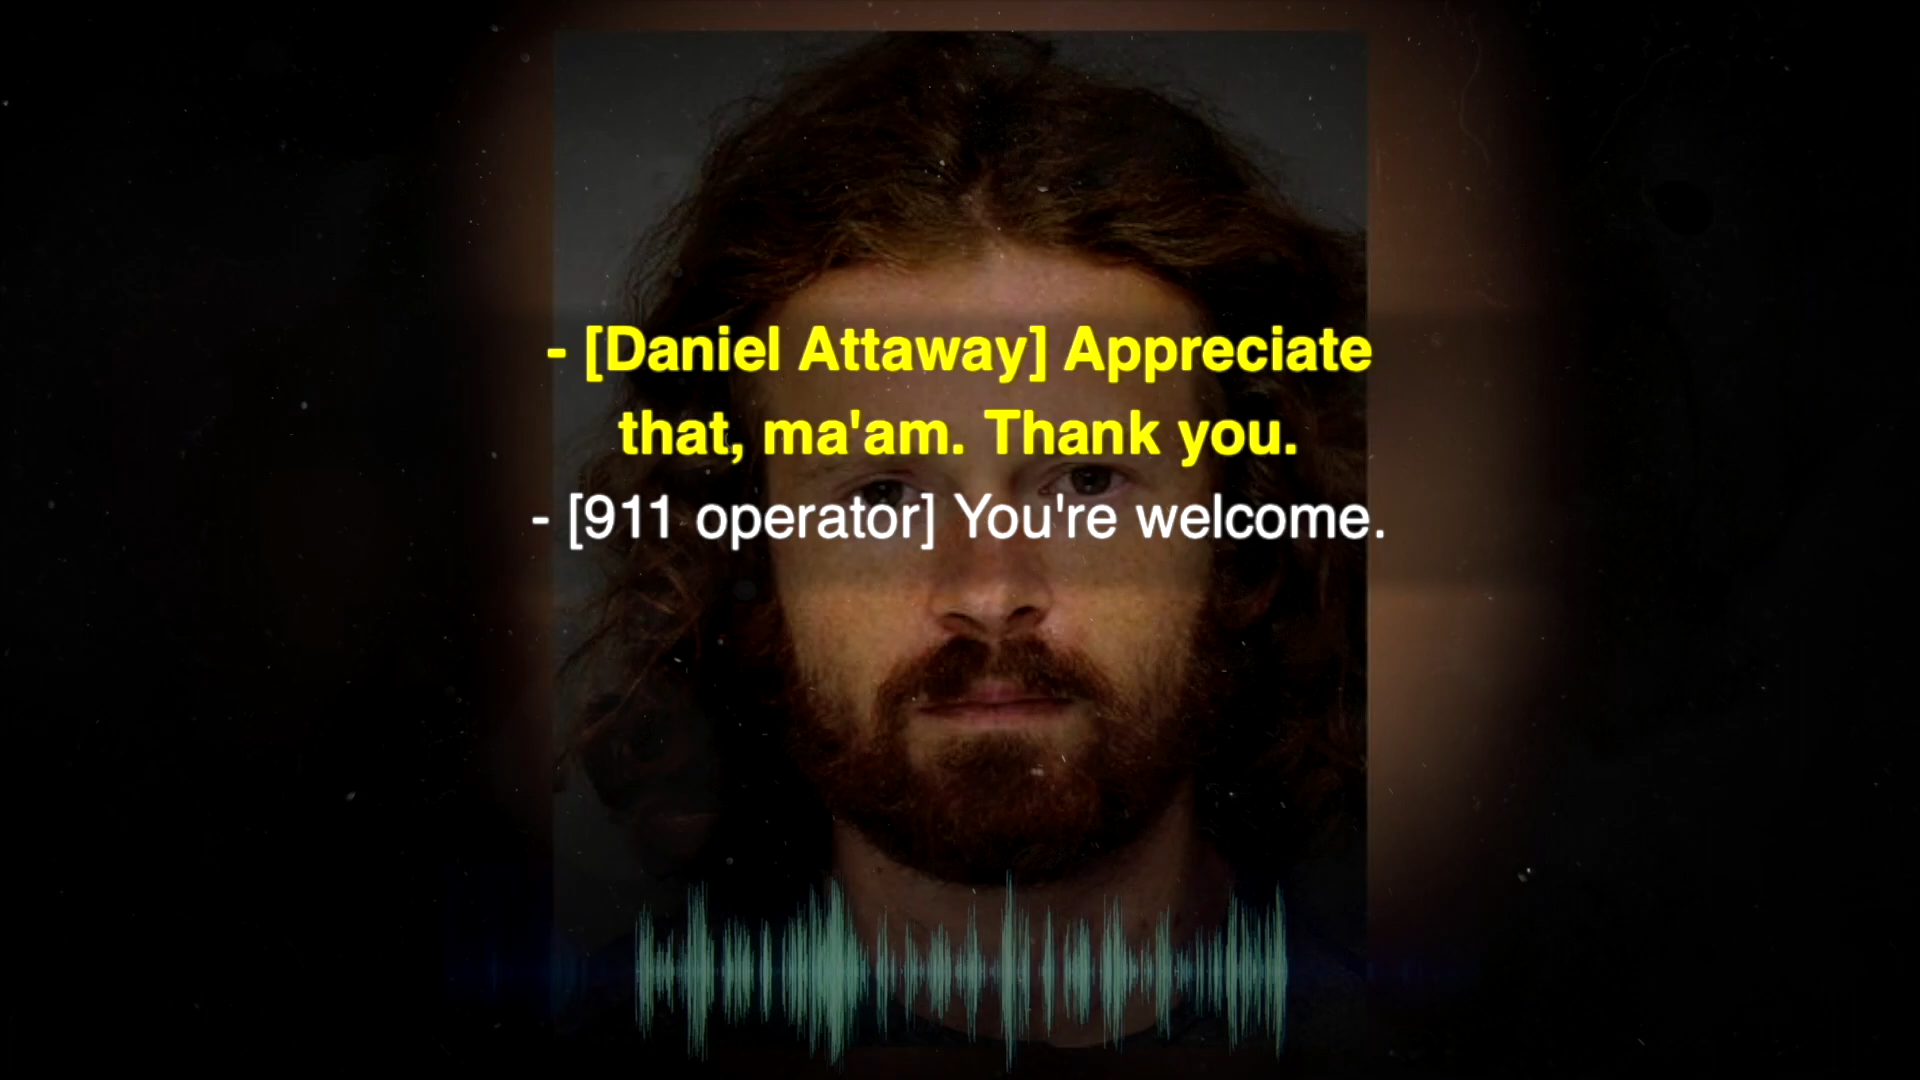 - [Daniel Attaway] Appreciate
that, ma'am. Thank you.
- [911 operator] You're welcome.